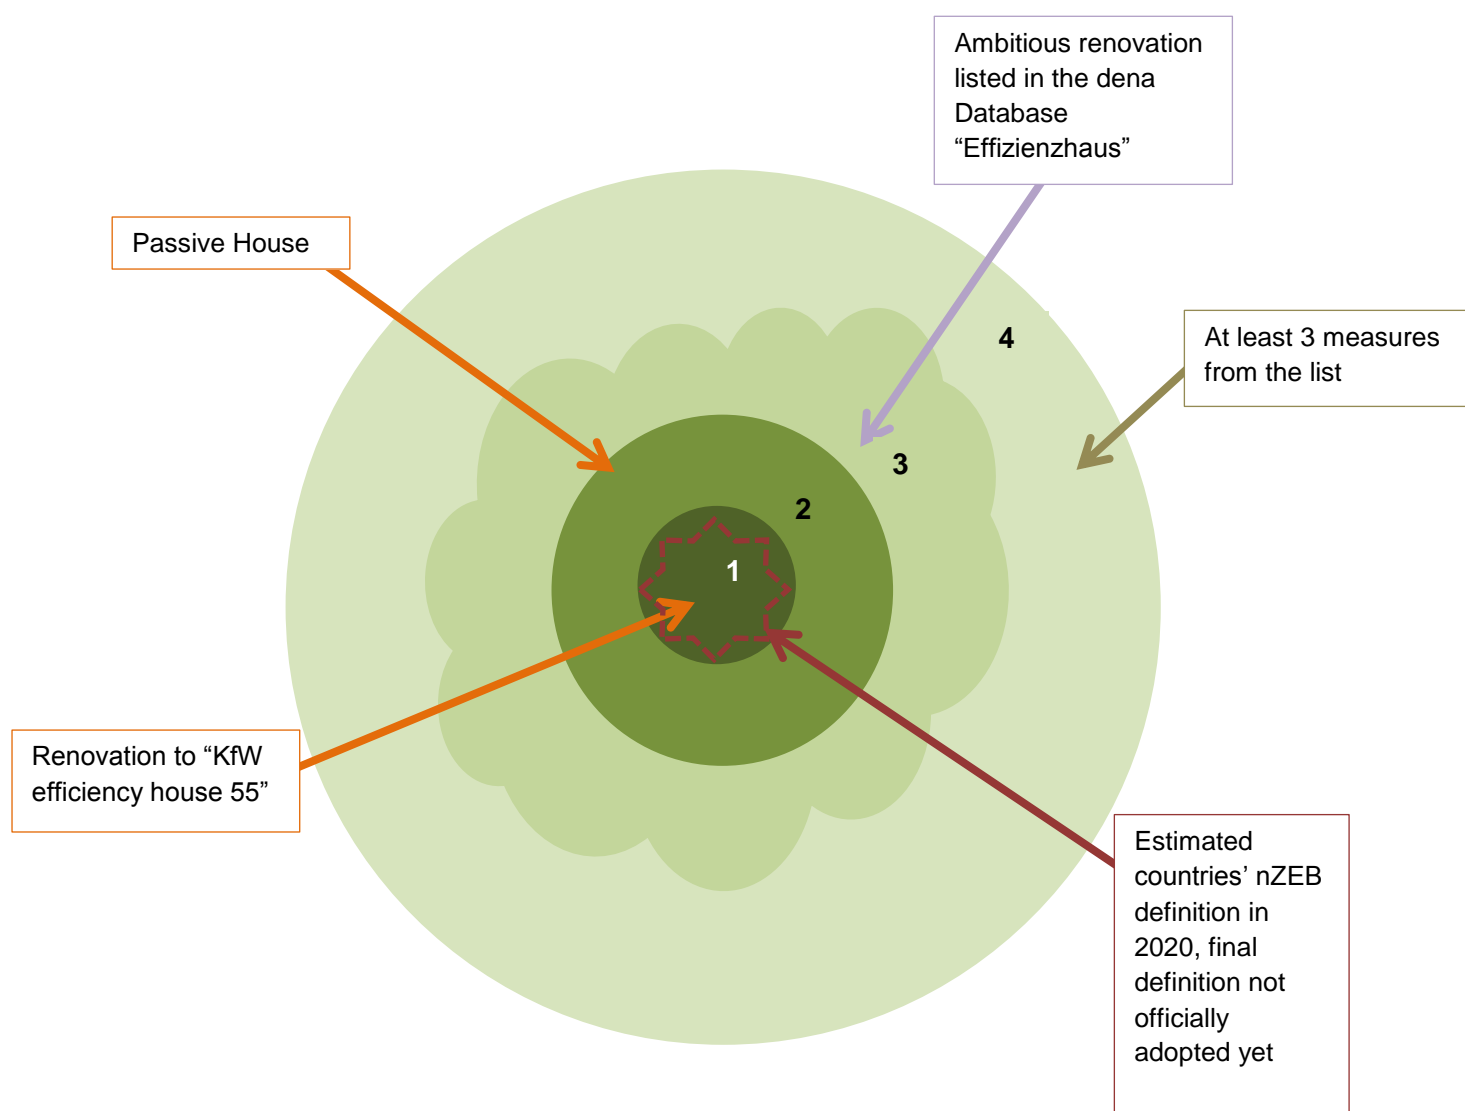 Ambitious renovation
listed in the dena
Database
“Effizienzhaus”
Passive House
4
At least 3 measures
from the list
3
2
1
Renovation to “KfW
efficiency house 55”
Estimated
countries’ nZEB
definition in
2020, final
definition not
officially
adopted yet